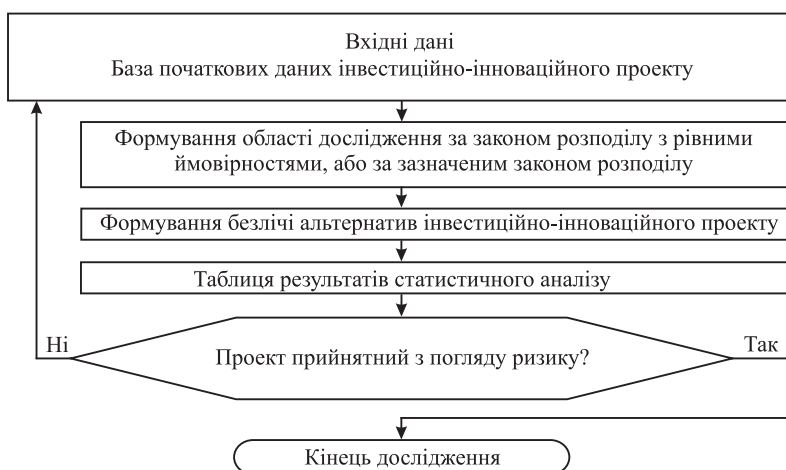 Вхідні дані
База початкових даних інвестиційно-інноваційного проекту
Формування області дослідження за законом розподілу з рівними
ймовірностями, або за зазначеним законом розподілу
Формування безлічі альтернатив інвестиційно-інноваційного проекту
Таблиця результатів статистичного аналізу
Ні
Проект прийнятний з погляду ризику?
Так
Кінець дослідження